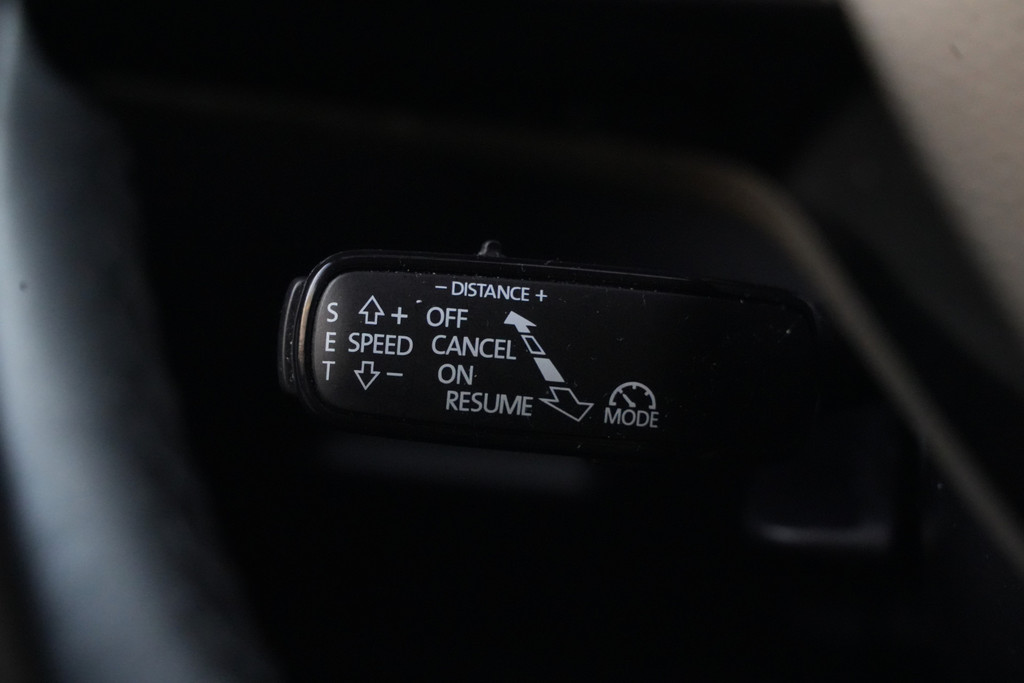 – DISTANCE +
S + OFF
E SPEED CANCEL
T – ON
RESUME
MODE